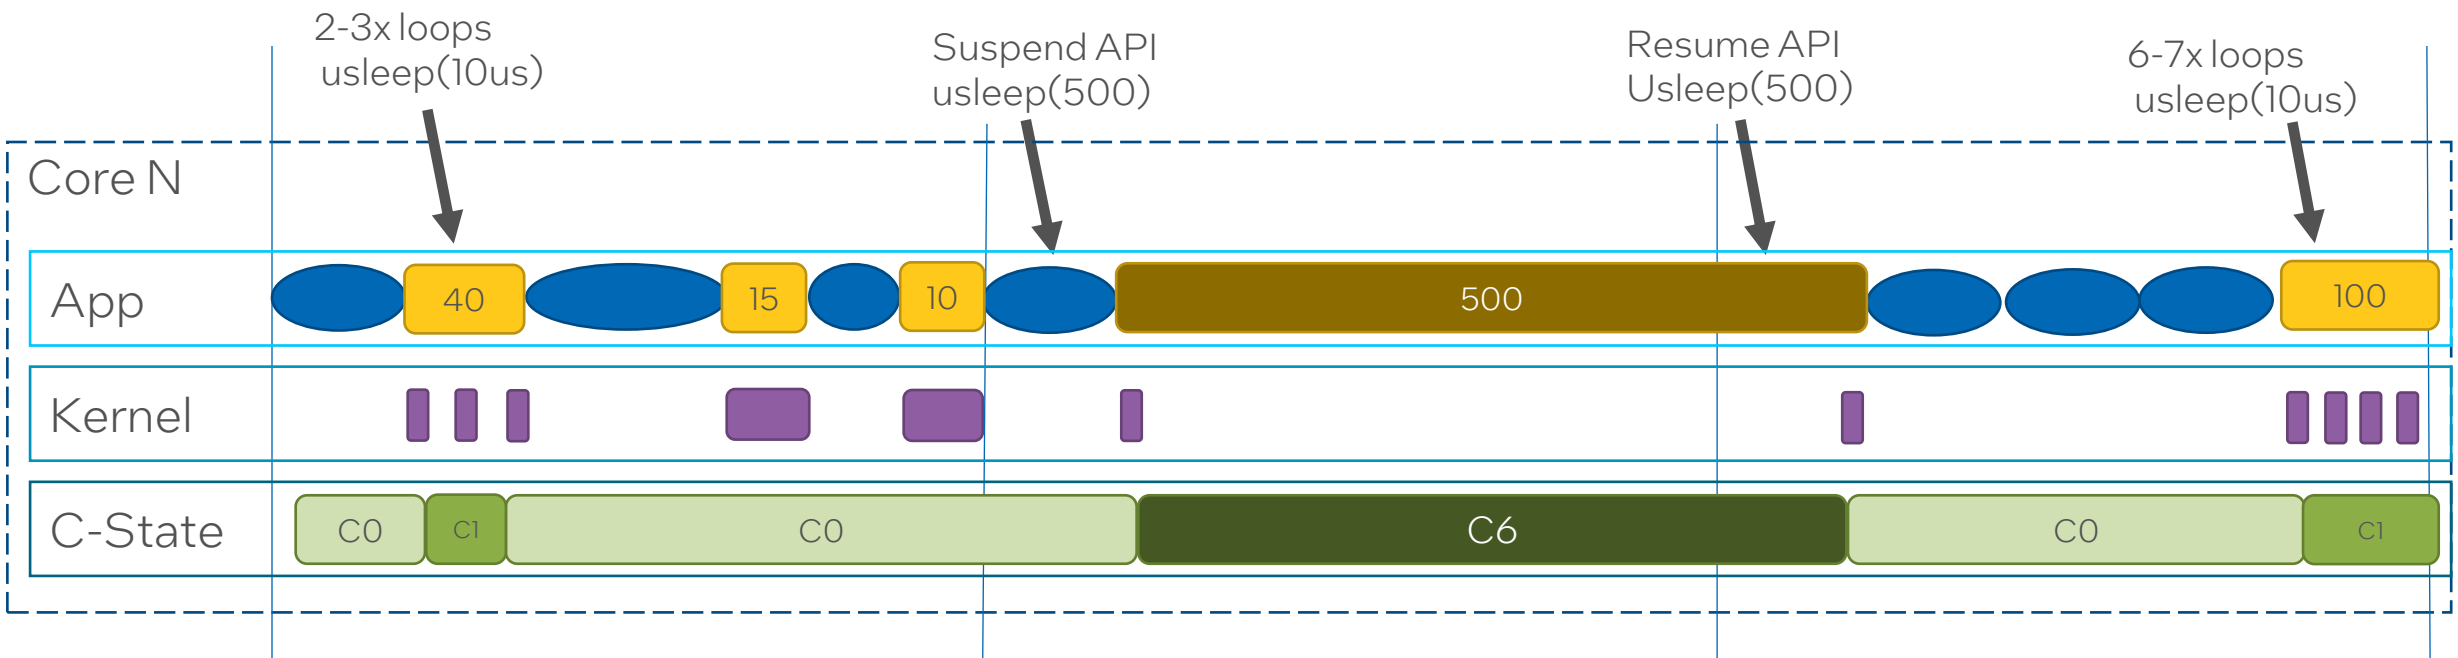 2-3x loops
usleep(10us)
Suspend API
usleep(500)
Resume API
Usleep(500)
6-7x loops
usleep(10us)
Core N
App
40
15
10
500
100
Kernel
C-State
C0
C1
C0
C6
C0
C1